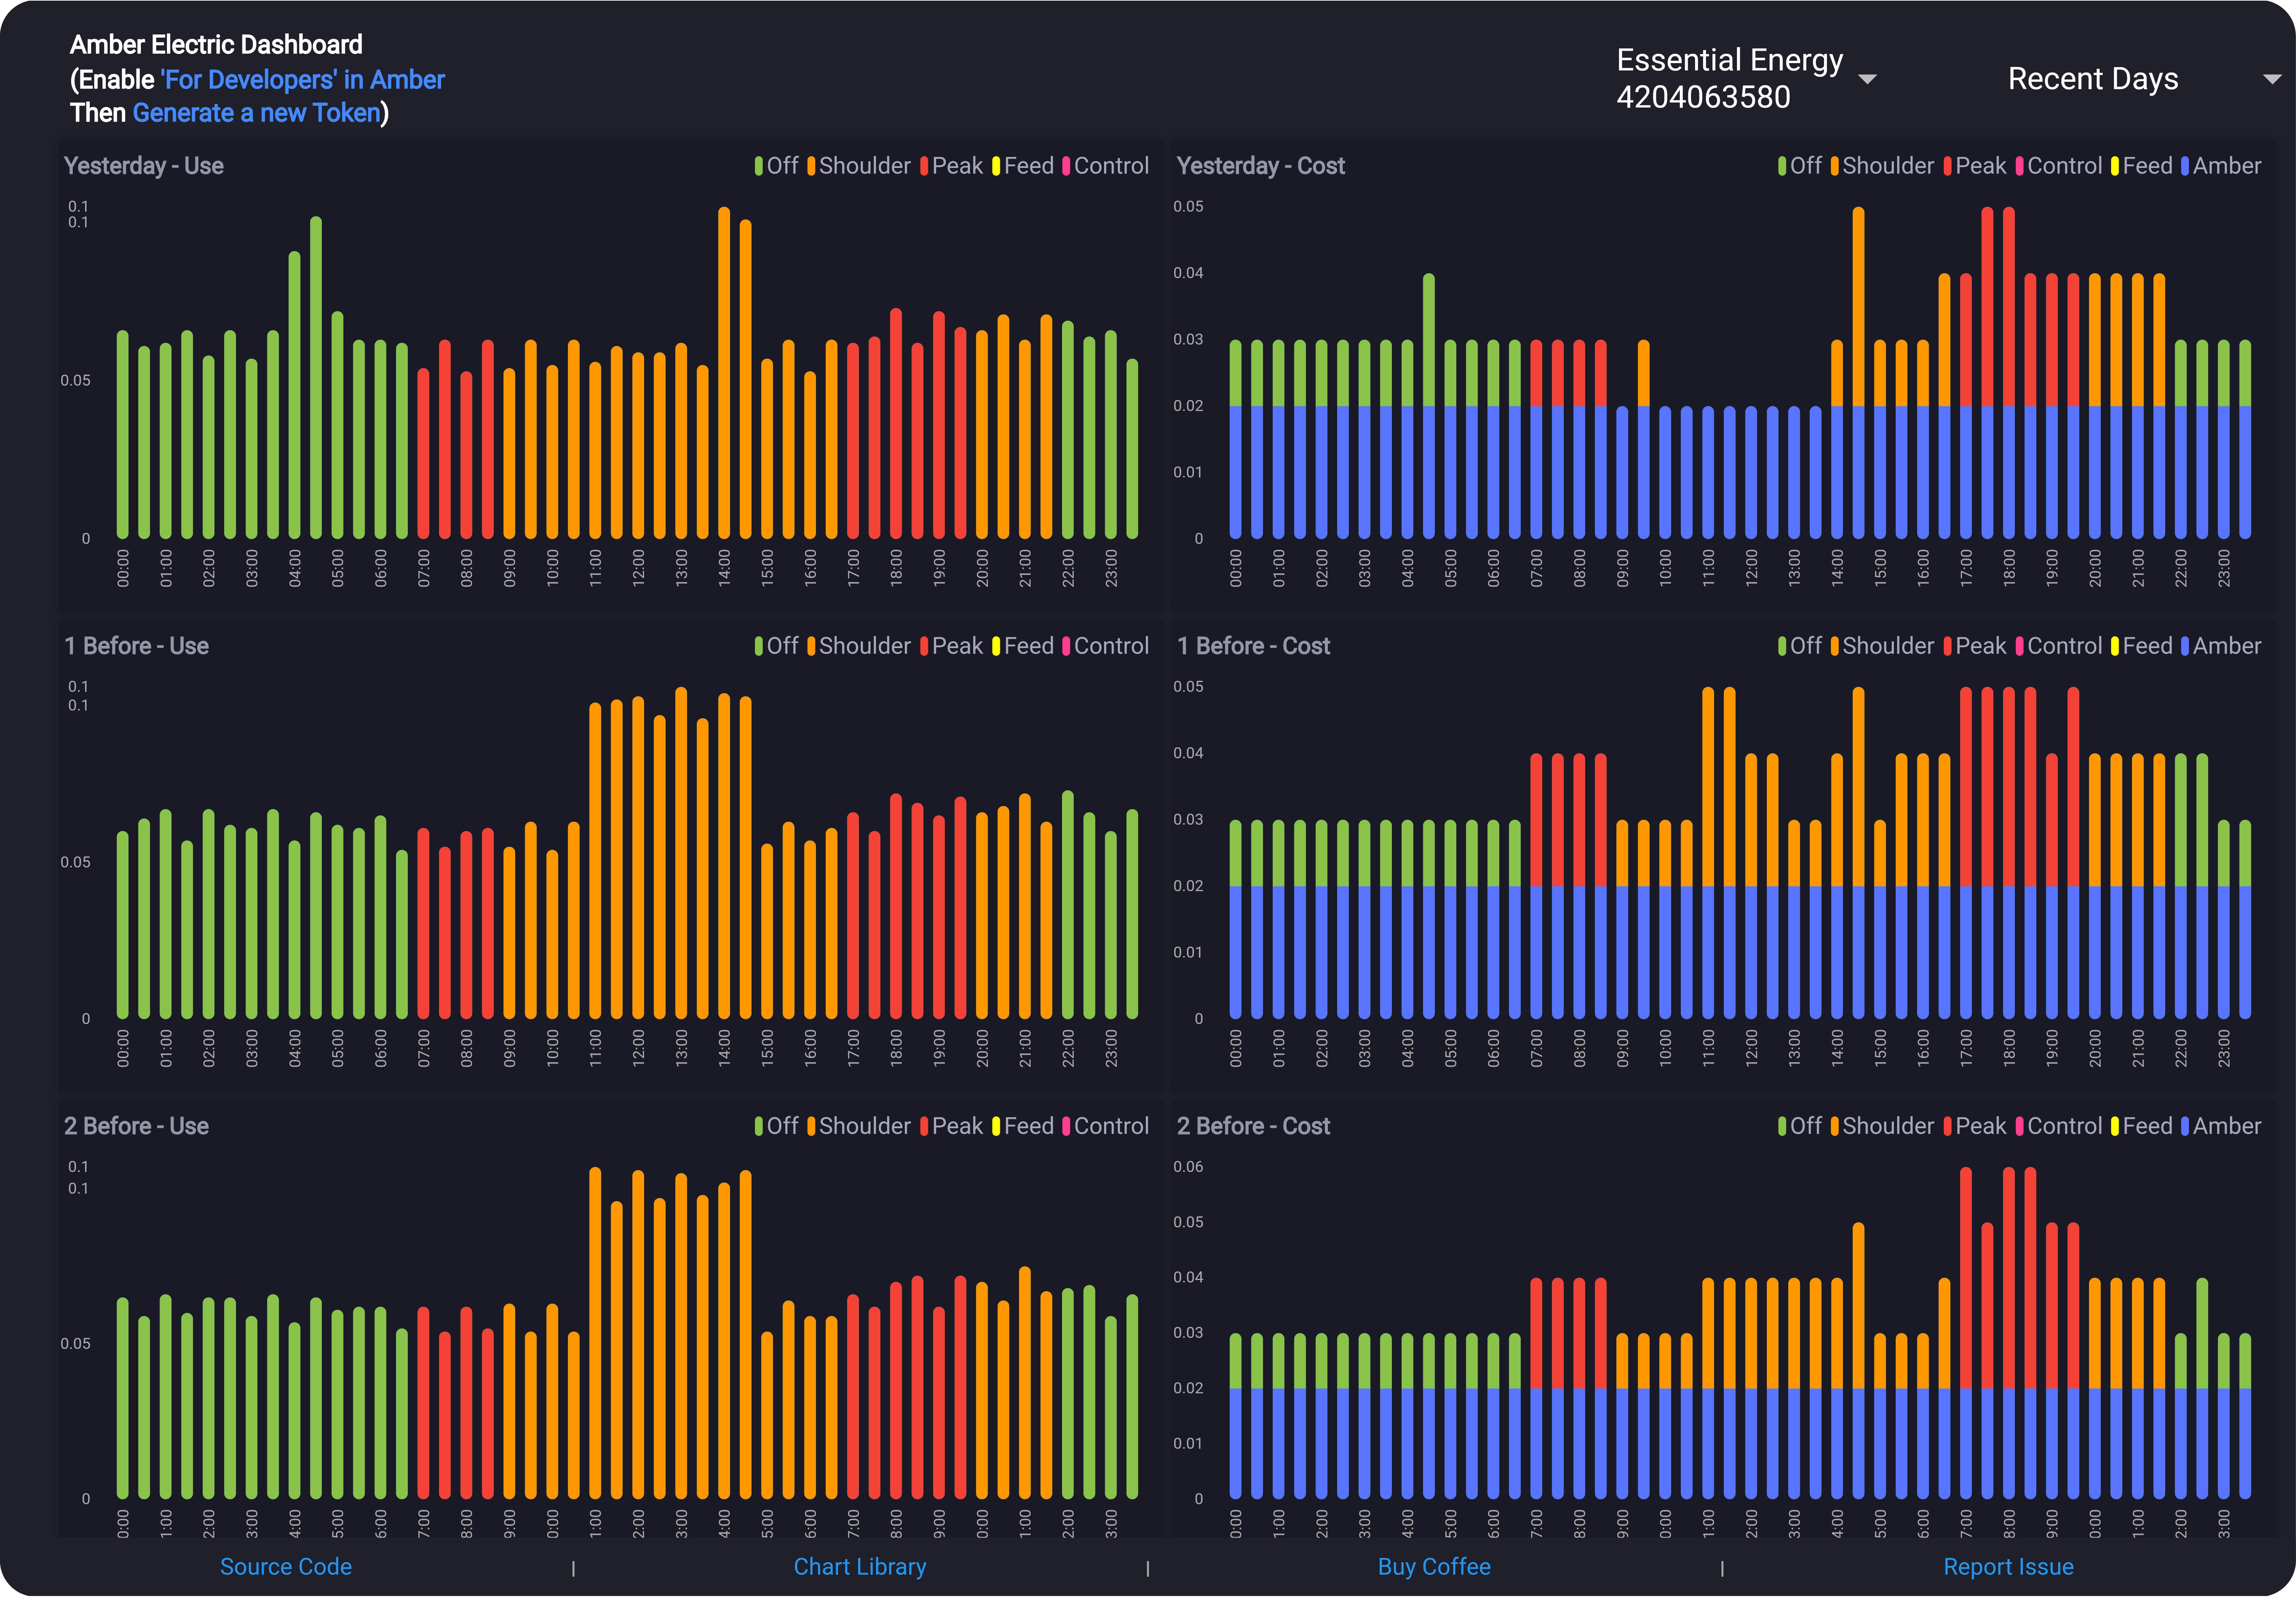 Amber Electric Dashboard
(Enable 'For Developers' in Amber
Then Generate a new Token)
Essential Energy
4204063580
Recent Days
Yesterday - Use
Off Shoulder Peak Feed Control
0.1
0.1
0.05
0
00:00 01:00 02:00 03:00 04:00 05:00 06:00 07:00 08:00 09:00 10:00 11:00 12:00 13:00 14:00 15:00 16:00 17:00 18:00 19:00 20:00 21:00 22:00 23:00
Yesterday - Cost
Off Shoulder Peak Control Feed Amber
0.05
0.04
0.03
0.02
0.01
0
00:00 01:00 02:00 03:00 04:00 05:00 06:00 07:00 08:00 09:00 10:00 11:00 12:00 13:00 14:00 15:00 16:00 17:00 18:00 19:00 20:00 21:00 22:00 23:00
1 Before - Use
Off Shoulder Peak Feed Control
0.1
0.1
0.05
0
00:00 01:00 02:00 03:00 04:00 05:00 06:00 07:00 08:00 09:00 10:00 11:00 12:00 13:00 14:00 15:00 16:00 17:00 18:00 19:00 20:00 21:00 22:00 23:00
1 Before - Cost
Off Shoulder Peak Control Feed Amber
0.05
0.04
0.03
0.02
0.01
0
00:00 01:00 02:00 03:00 04:00 05:00 06:00 07:00 08:00 09:00 10:00 11:00 12:00 13:00 14:00 15:00 16:00 17:00 18:00 19:00 20:00 21:00 22:00 23:00
2 Before - Use
Off Shoulder Peak Feed Control
0.1
0.1
0.05
0
0:00 1:00 2:00 3:00 4:00 5:00 6:00 7:00 8:00 9:00 0:00 1:00 2:00 3:00 4:00 5:00 6:00 7:00 8:00 9:00 0:00 1:00 2:00 3:00
2 Before - Cost
Off Shoulder Peak Control Feed Amber
0.06
0.05
0.04
0.03
0.02
0.01
0
0:00 1:00 2:00 3:00 4:00 5:00 6:00 7:00 8:00 9:00 0:00 1:00 2:00 3:00 4:00 5:00 6:00 7:00 8:00 9:00 0:00 1:00 2:00 3:00
Source Code | Chart Library | Buy Coffee | Report Issue